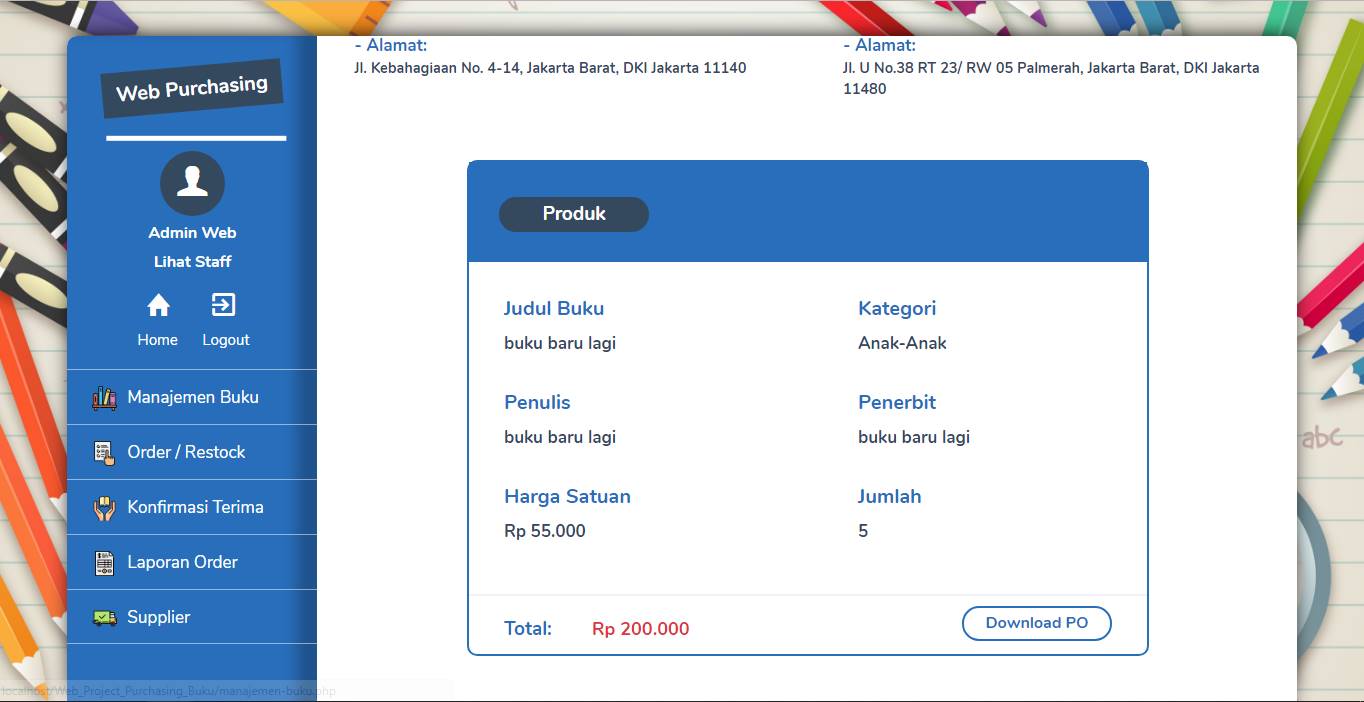 Web Purchasing
Admin Web
Lihat Staff
Home
Logout
Manajemen Buku
Order / Restock
Konfirmasi Terima
Laporan Order
Supplier
- Alamat:
Jl. Kebahagiaan No. 4-14, Jakarta Barat, DKI Jakarta 11140
- Alamat:
Jl. U No.38 RT 23/ RW 05 Palmerah, Jakarta Barat, DKI Jakarta
11480
Produk
Judul Buku
buku baru lagi
Kategori
Anak-Anak
Penulis
buku baru lagi
Penerbit
buku baru lagi
Harga Satuan
Rp 55.000
Jumlah
5
Total:
Rp 200.000
Download PO
abc
localhost/Web_Project_Purchasing_Buku/manajemen-buku.php